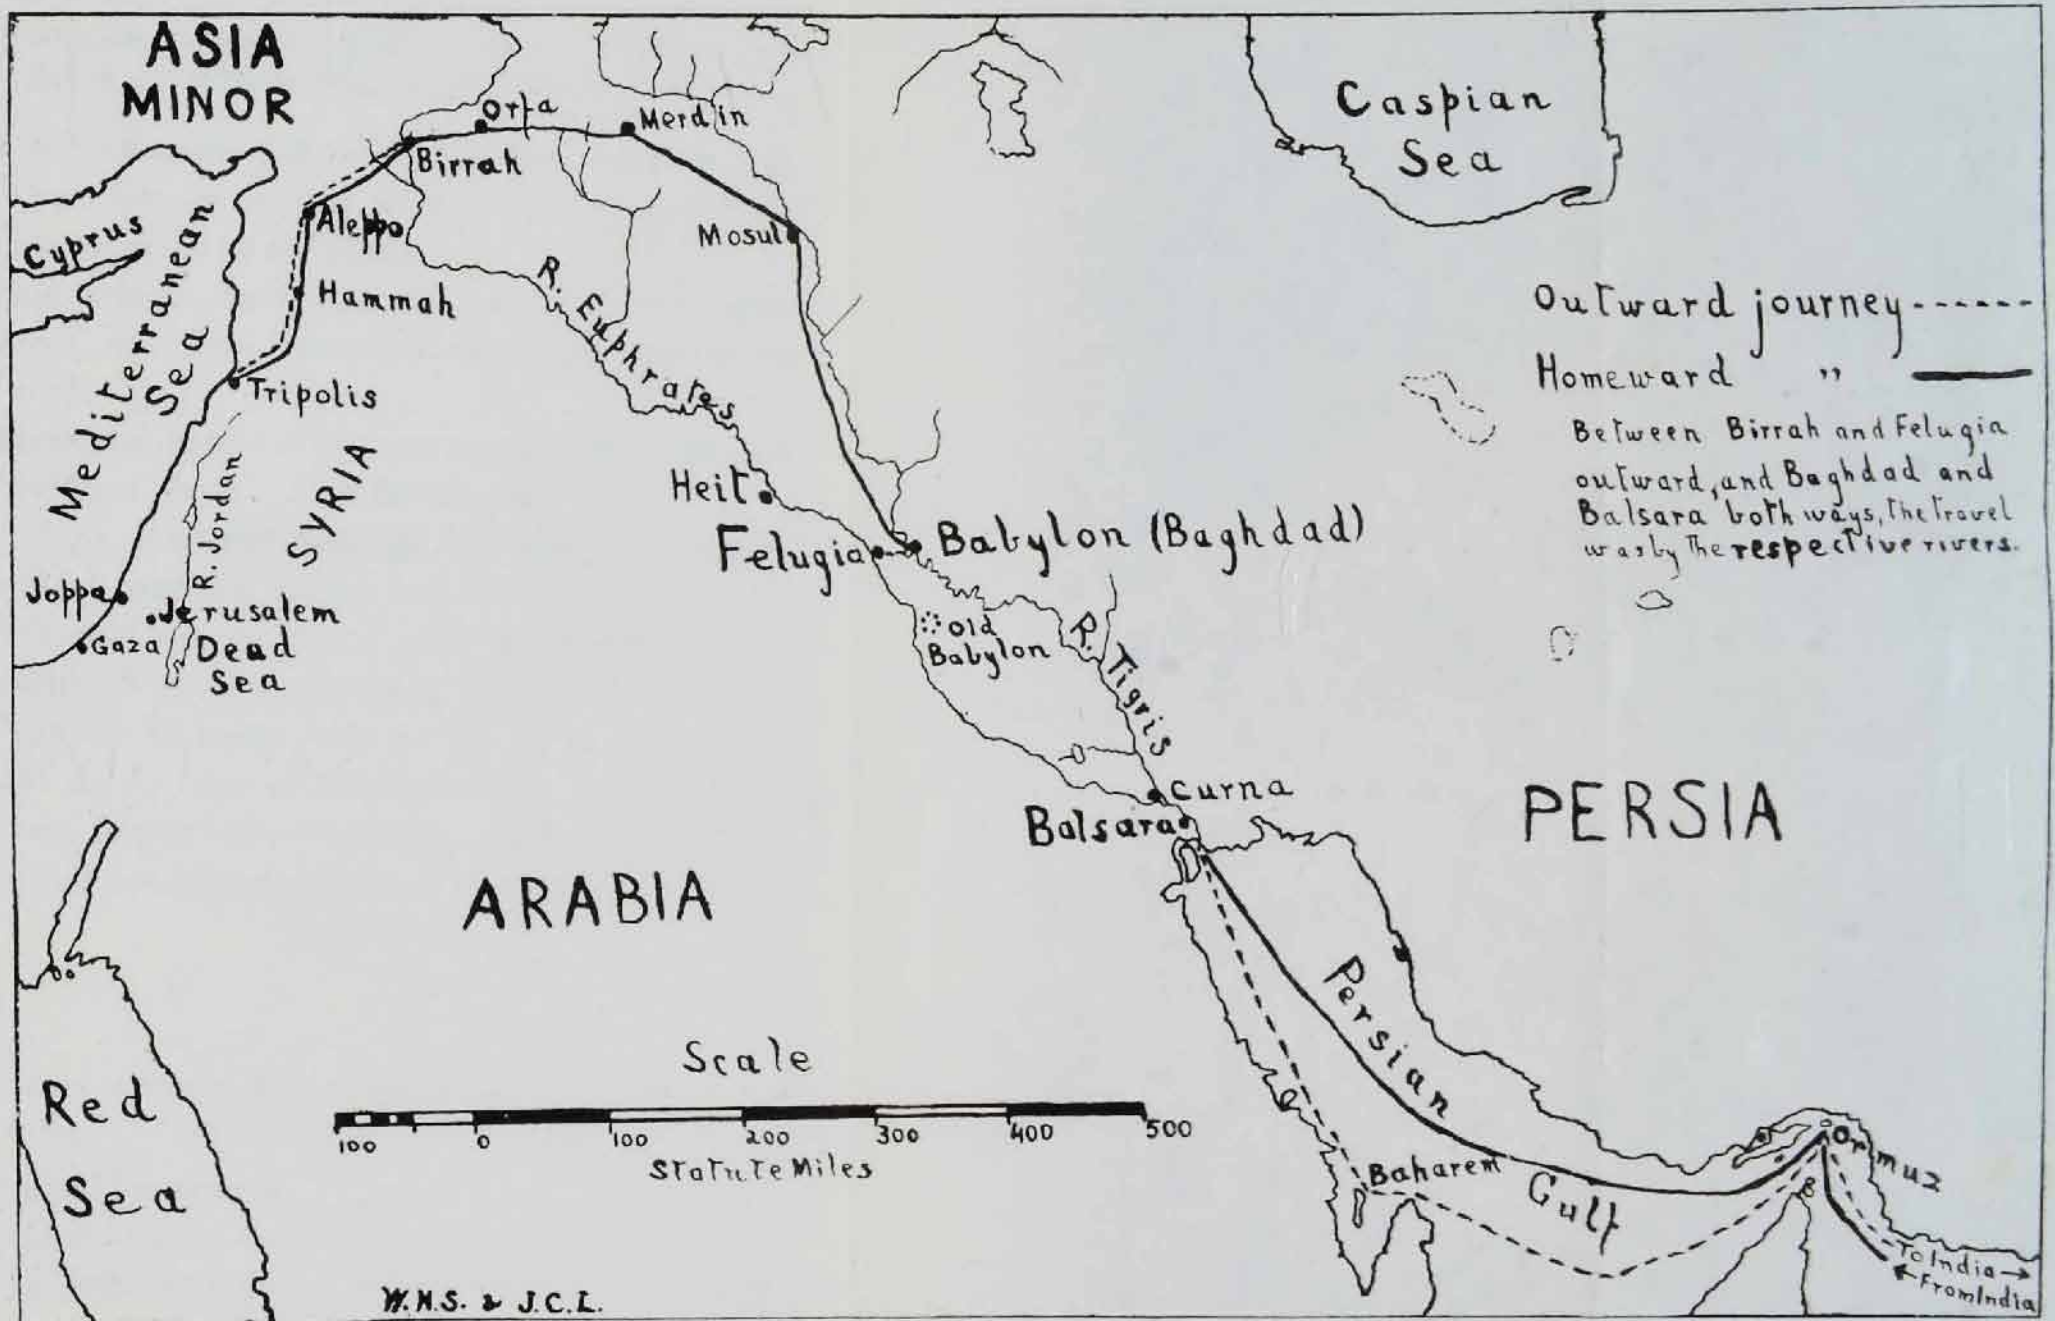 ASIA
MINOR
Orfa
Merdin
Birrah
Caspian
Sea
Cyprus
Mediterranean
Sea
Aleppo
Mosul
Hammah
R. Euphrates
Outward journey
Homeward "
Between Birrah and Felugia
outward, and Baghdad and
Balsara both ways, the travel
was by the respective rivers.
Tripolis
SYRIA
R. Jordan
Heit
Felugia
Babylon (Baghdad)
Joppa
Jerusalem
Gaza
Dead
Sea
Old
Babylon
R. Tigris
Curna
Balsara
PERSIA
ARABIA
Persian
Gulf
Scale
100 0 100 200 300 400 500
Statute Miles
Red
Sea
Baharem
Ormuz
To India
From India
W.H.S. & J.C.L.